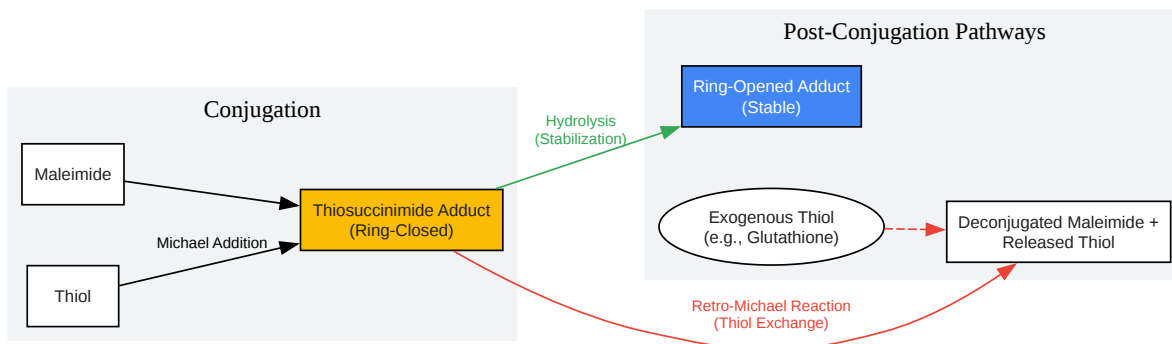 Post-Conjugation Pathways
Ring-Opened Adduct
(Stable)
Conjugation
Hydrolysis
(Stabilization)
Maleimide
Thiosuccinimide Adduct
(Ring-Closed)
Michael Addition
Thiol
Exogenous Thiol
(e.g., Glutathione)
Deconjugated Maleimide +
Released Thiol
Retro-Michael Reaction
(Thiol Exchange)